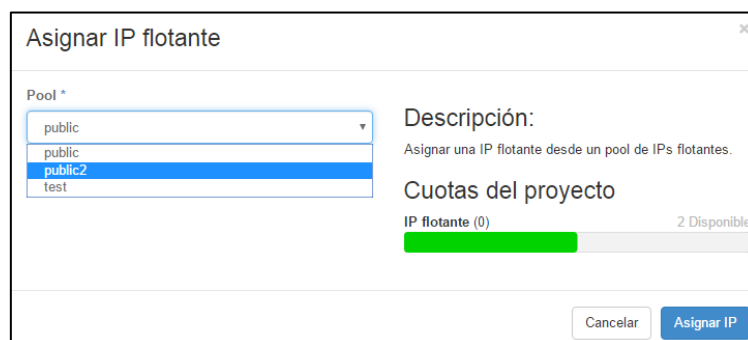 Asignar IP flotante
×
Pool *
public
public
public2
test
Descripción:
Asignar una IP flotante desde un pool de IPs flotantes.
Cuotas del proyecto
IP flotante (0)
2 Disponible
Cancelar
Asignar IP